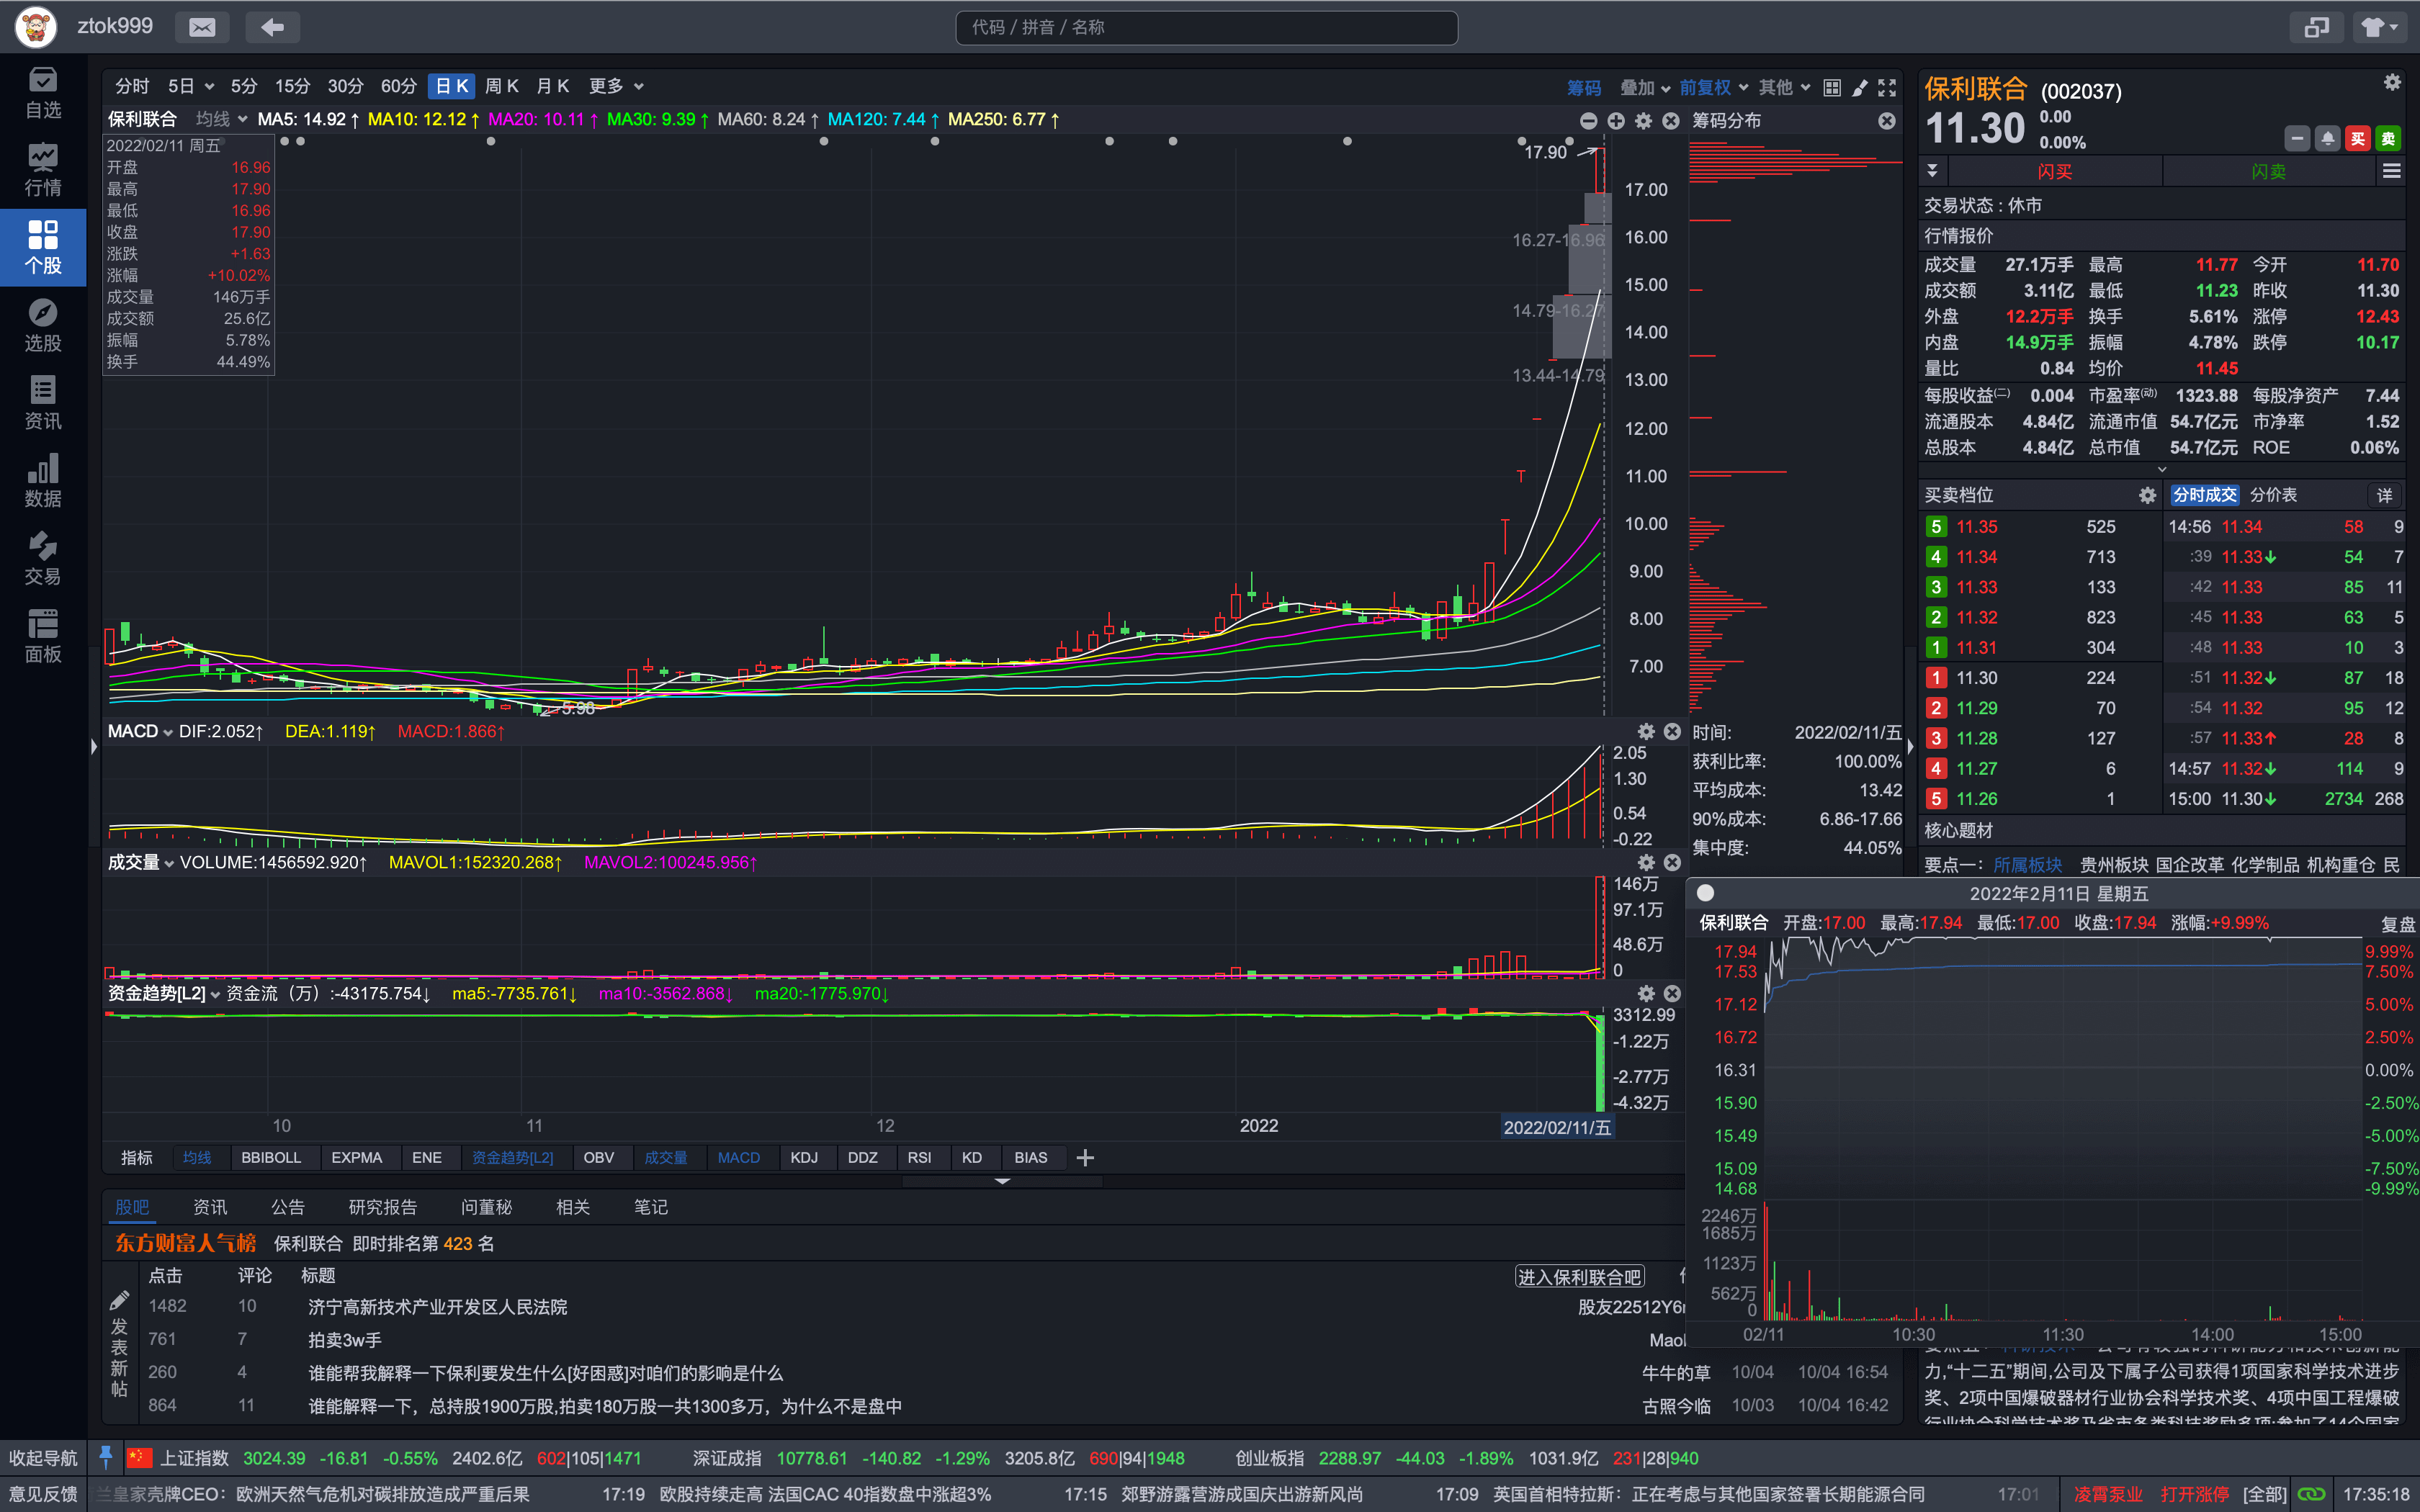 ztok999
代码 / 拼音 / 名称
自选
行情
个股
选股
资讯
数据
交易
面板
分时 5日 5分 15分 30分 60分 日K 周K 月K 更多
筹码 叠加 前复权 其他
保利联合 均线 MA5: 14.92↑ MA10: 12.12↑ MA20: 10.11↑ MA30: 9.39↑ MA60: 8.24↑ MA120: 7.44↑ MA250: 6.77↑
2022/02/11 周五
开盘 16.96
最高 17.90
最低 16.96
收盘 17.90
涨跌 +1.63
涨幅 +10.02%
成交量 146万手
成交额 25.6亿
振幅 5.78%
换手 44.49%
17.90
16.27-16.96
14.79-16.27
13.44-14.79
5.98
17.00
16.00
15.00
14.00
13.00
12.00
11.00
10.00
9.00
8.00
7.00
筹码分布
MACD DIF:2.052↑ DEA:1.119↑ MACD:1.866↑
2.05
1.30
0.54
-0.22
成交量 VOLUME:1456592.920↑ MAVOL1:152320.268↑ MAVOL2:100245.956↑
146万
97.1万
48.6万
0
资金趋势[L2] 资金流（万）:-43175.754↓ ma5:-7735.761↓ ma10:-3562.868↓ ma20:-1775.970↓
3312.99
-1.22万
-2.77万
-4.32万
10 11 12 2022 2022/02/11/五
指标 均线 BBIBOLL EXPMA ENE 资金趋势[L2] OBV 成交量 MACD KDJ DDZ RSI KD BIAS
时间: 2022/02/11/五
获利比率: 100.00%
平均成本: 13.42
90%成本: 6.86-17.66
集中度: 44.05%
股吧 资讯 公告 研究报告 问董秘 相关 笔记
东方财富人气榜 保利联合 即时排名第 423 名
点击 评论 标题
进入保利联合吧
发表新帖
1482 10 济宁高新技术产业开发区人民法院 股友22512Y6
761 7 拍卖3w手 Mao
260 4 谁能帮我解释一下保利要发生什么[好困惑]对咱们的影响是什么 牛牛的草 10/04 10/04 16:54
864 11 谁能解释一下，总持股1900万股,拍卖180万股一共1300多万，为什么不是盘中 古照今临 10/03 10/04 16:42
保利联合 (002037)
11.30 0.00
0.00%
买 卖
闪买 闪卖
交易状态 : 休市
行情报价
成交量 27.1万手 最高 11.77 今开 11.70
成交额 3.11亿 最低 11.23 昨收 11.30
外盘 12.2万手 换手 5.61% 涨停 12.43
内盘 14.9万手 振幅 4.78% 跌停 10.17
量比 0.84 均价 11.45
每股收益(二) 0.004 市盈率(动) 1323.88 每股净资产 7.44
流通股本 4.84亿 流通市值 54.7亿元 市净率 1.52
总股本 4.84亿 总市值 54.7亿元 ROE 0.06%
买卖档位 分时成交 分价表 详
5 11.35 525
4 11.34 713
3 11.33 133
2 11.32 823
1 11.31 304
1 11.30 224
2 11.29 70
3 11.28 127
4 11.27 6
5 11.26 1
14:56 11.34 58 9
:39 11.33↓ 54 7
:42 11.33 85 11
:45 11.33 63 5
:48 11.33 10 3
:51 11.32↓ 87 18
:54 11.32 95 12
:57 11.33↑ 28 8
14:57 11.32↓ 114 9
15:00 11.30↓ 2734 268
核心题材
要点一： 所属板块 贵州板块 国企改革 化学制品 机构重仓 民
2022年2月11日 星期五
保利联合 开盘:17.00 最高:17.94 最低:17.00 收盘:17.94 涨幅:+9.99% 复盘
17.94 9.99%
17.53 7.50%
17.12 5.00%
16.72 2.50%
16.31 0.00%
15.90 -2.50%
15.49 -5.00%
15.09 -7.50%
14.68 -9.99%
2246万
1685万
1123万
562万
0
02/11 10:30 11:30 14:00 15:00
力,“十二五”期间,公司及下属子公司获得1项国家科学技术进步
奖、2项中国爆破器材行业协会科学技术奖、4项中国工程爆破
行业协会科学技术奖及省市各类科技奖励多项;参加了14个国家
收起导航 上证指数 3024.39 -16.81 -0.55% 2402.6亿 602|105|1471 深证成指 10778.61 -140.82 -1.29% 3205.8亿 690|94|1948 创业板指 2288.97 -44.03 -1.89% 1031.9亿 231|28|940
意见反馈 兰皇家壳牌CEO：欧洲天然气危机对碳排放造成严重后果 17:19 欧股持续走高 法国CAC 40指数盘中涨超3% 17:15 郊野游露营游成国庆出游新风尚 17:09 英国首相特拉斯：正在考虑与其他国家签署长期能源合同 17:01 凌霄泵业 打开涨停 [全部] 17:35:18